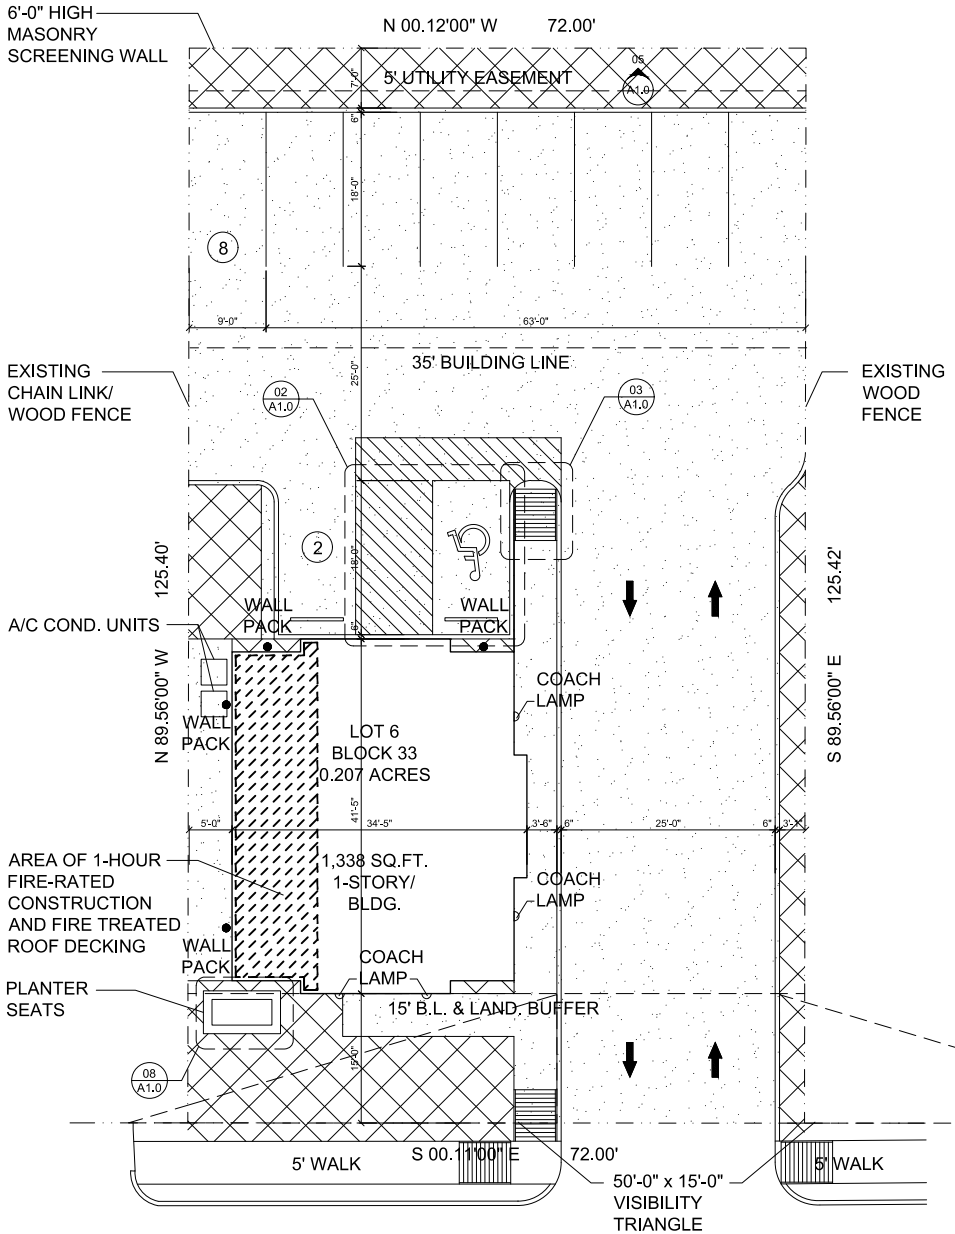 6'-0" HIGH
MASONRY
SCREENING WALL
N 00.12'00" W 72.00'
05
A1.0
7'-0"
5' UTILITY EASEMENT
6"
18'-0"
8
9'-0"
63'-0"
35' BUILDING LINE
25'-0"
EXISTING
CHAIN LINK/
WOOD FENCE
02
A1.0
03
A1.0
EXISTING
WOOD
FENCE
2
18'-0"
125.40'
N 89.56'00" W
125.42'
S 89.56'00" E
WALL
PACK
WALL
PACK
6"
A/C COND. UNITS
WALL
PACK
COACH
LAMP
LOT 6
BLOCK 33
0.207 ACRES
41'-5"
5'-0"
34'-5"
3'-6"
6"
25'-0"
6"
3'-1"
AREA OF 1-HOUR
FIRE-RATED
CONSTRUCTION
AND FIRE TREATED
ROOF DECKING
1,338 SQ.FT.
1-STORY/
BLDG.
COACH
LAMP
WALL
PACK
COACH
LAMP
PLANTER
SEATS
15' B.L. & LAND. BUFFER
15'-0"
08
A1.0
5' WALK
S 00.11'00" E 72.00'
5' WALK
50'-0" x 15'-0"
VISIBILITY
TRIANGLE